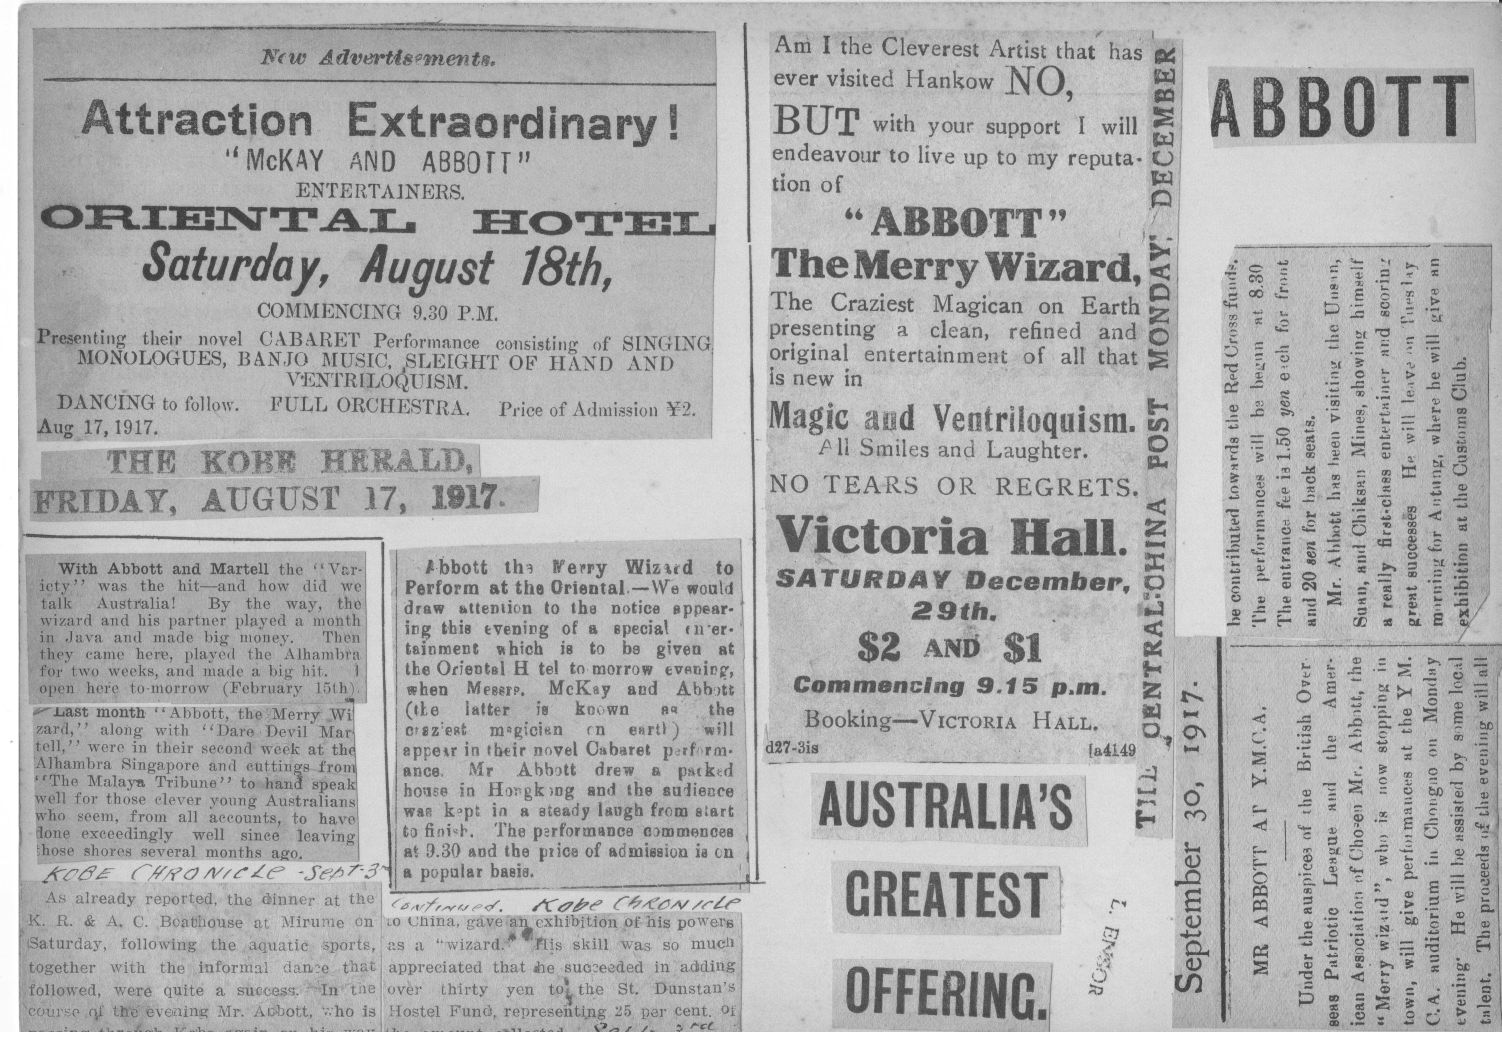 New Advertisements.
Attraction Extraordinary!
"McKAY AND ABBOTT"
ENTERTAINERS.
ORIENTAL HOTEL
Saturday, August 18th,
COMMENCING 9.30 P.M.
Presenting their novel CABARET Performance consisting of SINGING
MONOLOGUES, BANJO MUSIC, SLEIGHT OF HAND AND
VENTRILOQUISM.
DANCING to follow. FULL ORCHESTRA. Price of Admission ¥2.
Aug 17, 1917.
THE KOBE HERALD,
FRIDAY, AUGUST 17, 1917.
With Abbott and Martell the "Var-
iety" was the hit—and how did we
talk Australia! By the way, the
wizard and his partner played a month
in Java and made big money. Then
they came here, played the Alhambra
for two weeks, and made a big hit. I
open here to-morrow (February 15th).
Last month "Abbott, the Merry Wi
zard," along with "Dare Devil Mar
tell," were in their second week at the
Alhambra Singapore and cuttings from
"The Malaya Tribune" to hand speak
well for those clever young Australians
who seem, from all accounts, to have
done exceedingly well since leaving
those shores several months ago.
KOBE CHRONICLE - Sept-3rd
As already reported, the dinner at the
K. R. & A. C. Boathouse at Mirume on
Saturday, following the aquatic sports,
together with the informal dance that
followed, were quite a success. In the
course of the evening Mr. Abbott, who is
passing through Kobe again on his way
Abbott the Merry Wizard to
Perform at the Oriental.—We would
draw attention to the notice appear-
ing this evening of a special enter-
tainment which is to be given at
the Oriental H tel to morrow evening,
when Messrs. McKay and Abbott
(the latter is known as the
craziest magician on earth) will
appear in their novel Cabaret perform-
ance. Mr Abbott drew a packed
house in Hongkong and the audience
was kept in a steady laugh from start
to finish. The performance commences
at 9.30 and the price of admission is on
a popular basis.
Continued. Kobe Chronicle
to China, gave an exhibition of his powers
as a "wizard." His skill was so much
appreciated that he succeeded in adding
over thirty yen to the St. Dunstan's
Hostel Fund, representing 25 per cent. of
the amount collected. Sept 3rd
Am I the Cleverest Artist that has
ever visited Hankow NO,
BUT with your support I will
endeavour to live up to my reputa-
tion of
"ABBOTT"
The Merry Wizard,
The Craziest Magican on Earth
presenting a clean, refined and
original entertainment of all that
is new in
Magic and Ventriloquism.
All Smiles and Laughter.
NO TEARS OR REGRETS.
Victoria Hall.
SATURDAY December,
29th.
$2 AND $1
Commencing 9.15 p.m.
Booking—VICTORIA HALL.
d27-3is [a4149
TILL CENTRAL-CHINA POST MONDAY, DECEMBER
AUSTRALIA'S
GREATEST
OFFERING.
L. ENSOR
ABBOTT
September 30, 1917.
MR ABBOTT AT Y.M.C.A.
Under the auspices of the British Over-
seas Patriotic League and the Amer-
ican Association of Chosen Mr. Abbott, the
"Merry wizard", who is now stopping in
town, will give performances at the Y M.
C.A. auditorium in Chongno on Monday
evening. He will be assisted by some local
talent. The proceeds of the evening will all
be contributed towards the Red Cross funds.
The performances will be begun at 8.30
The entrance fee is 1.50 yen each for front
and 20 sen for back seats.
Mr. Abbott has been visiting the Unsan,
Suan, and Chiksan Mines, showing himself
a really first-class entertainer and scoring
great successes He will leave on Tuesday
morning for Antung, where he will give an
exhibition at the Customs Club.